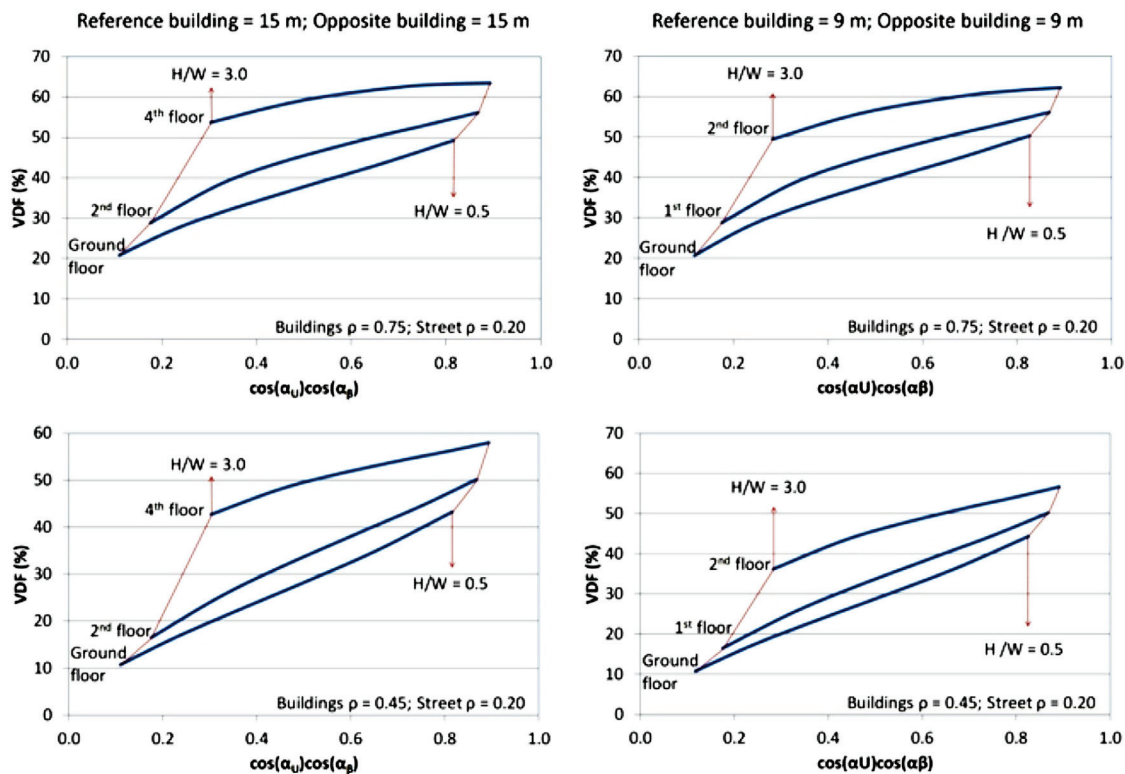 Reference building = 15 m; Opposite building = 15 m
70
60
50
40
30
20
10
0
VDF (%)
H/W = 3.0
4th floor
2nd floor
Ground
floor
H/W = 0.5
Buildings ρ = 0.75; Street ρ = 0.20
0.0 0.2 0.4 0.6 0.8 1.0
cos(αU)cos(αβ)
Reference building = 9 m; Opposite building = 9 m
70
60
50
40
30
20
10
0
VDF (%)
H/W = 3.0
2nd floor
1st floor
Ground
floor
H /W = 0.5
Buildings ρ = 0.75; Street ρ = 0.20
0.0 0.2 0.4 0.6 0.8 1.0
cos(αU)cos(αβ)
60
50
40
30
20
10
0
VDF (%)
H/W = 3.0
4th floor
2nd floor
Ground
floor
H/W = 0.5
Buildings ρ = 0.45; Street ρ = 0.20
0.0 0.2 0.4 0.6 0.8 1.0
cos(αU)cos(αβ)
70
60
50
40
30
20
10
0
VDF (%)
H/W = 3.0
2nd floor
1st floor
Ground
floor
H /W = 0.5
Buildings ρ = 0.45; Street ρ = 0.20
0.0 0.2 0.4 0.6 0.8 1.0
cos(αU)cos(αβ)